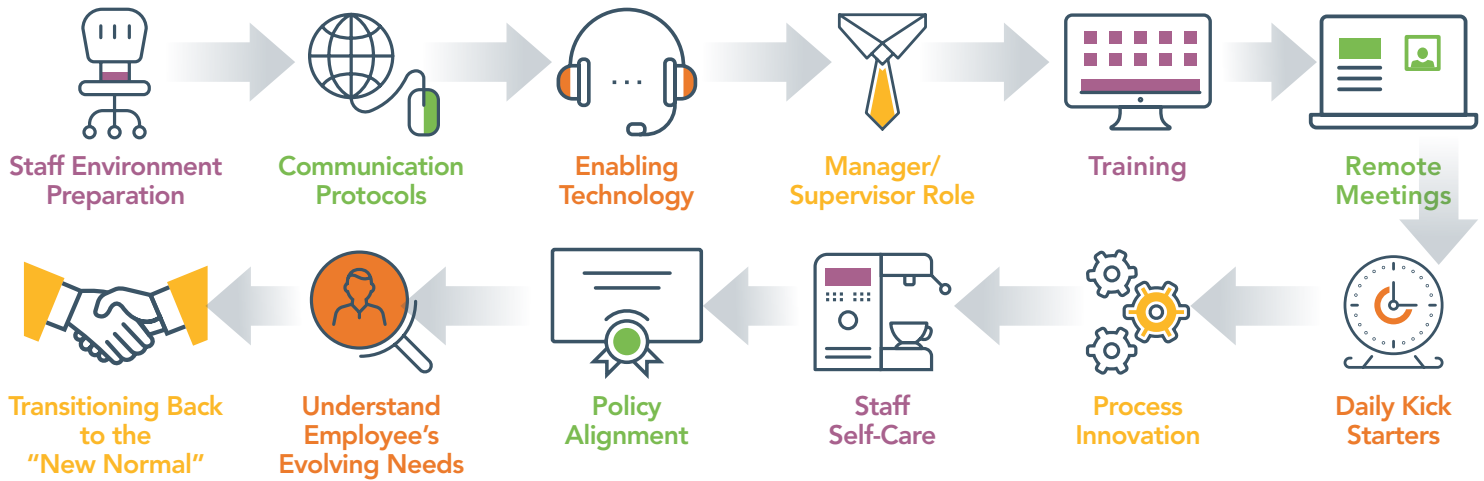 Staff Environment
Preparation
Communication
Protocols
Enabling
Technology
Manager/
Supervisor Role
Training
Remote
Meetings
Daily Kick
Starters
Process
Innovation
Staff
Self-Care
Policy
Alignment
Understand
Employee’s
Evolving Needs
Transitioning Back
to the
“New Normal”